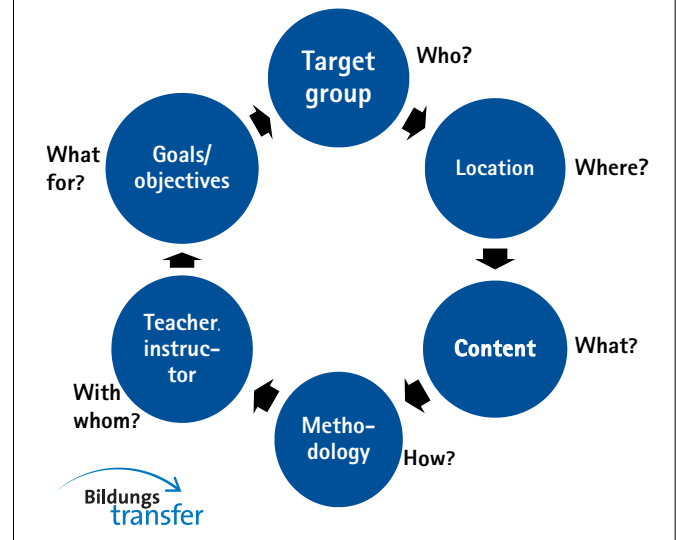 Target
group
Who?
Location
Where?
Content
What?
Metho-
dology
How?
Teacher,
instruc-
tor
With
whom?
Goals/
objectives
What
for?
Bildungs
transfer